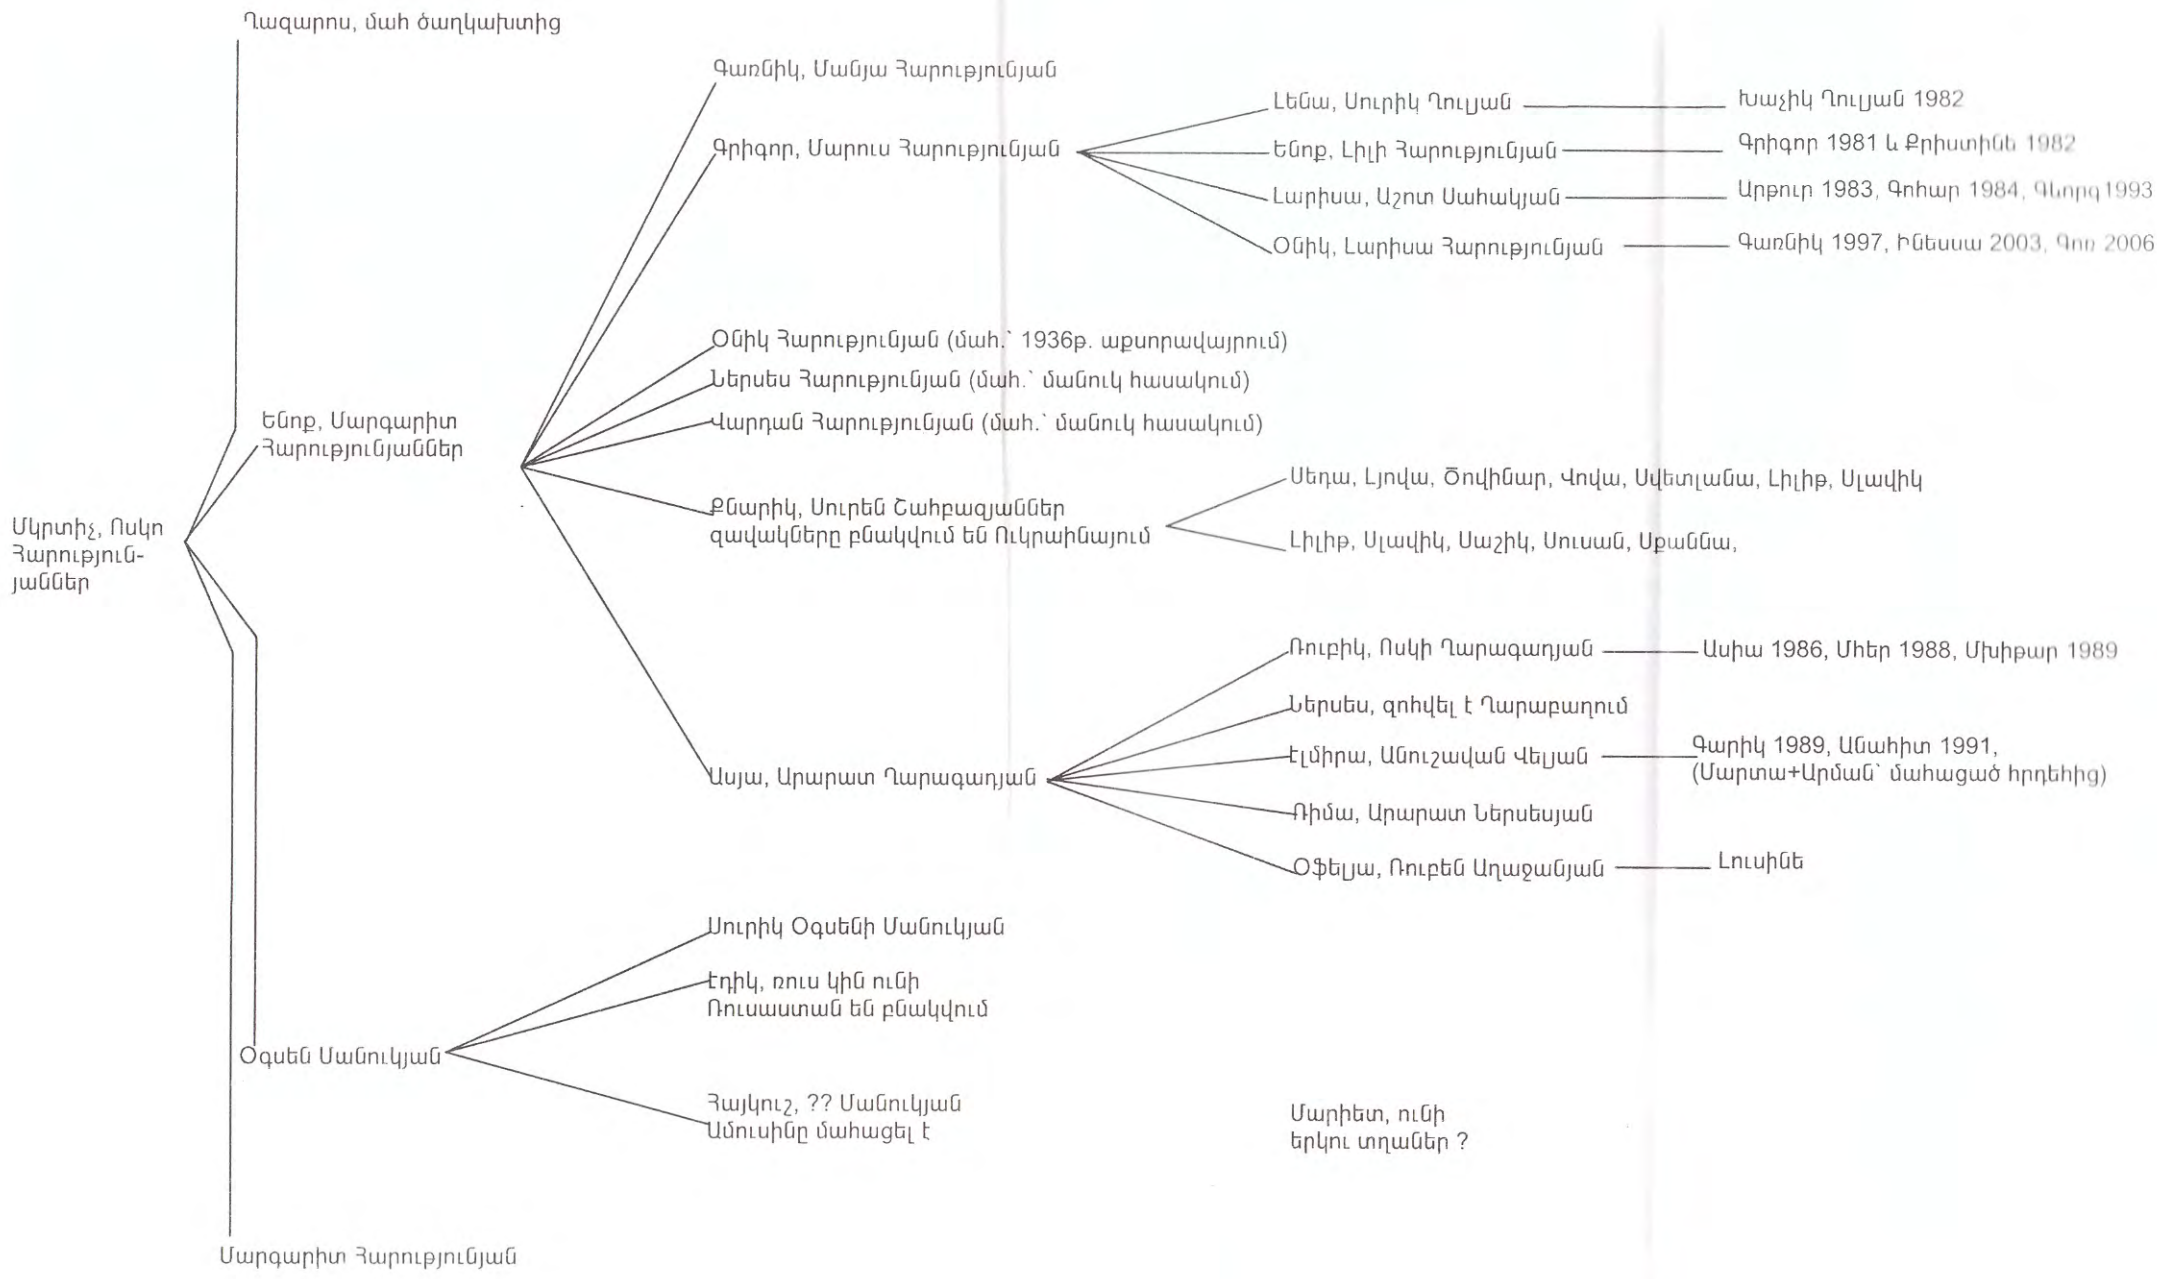 Ղազարոս, մահ ծաղկախտից
Գառնիկ, Մանյա Հարությունյան
Լենա, Սուրիկ Ղուլյան
Խաչիկ Ղուլյան 1982
Գրիգոր, Մարուս Հարությունյան
Ենոք, Լիլի Հարությունյան
Գրիգոր 1981 և Քրիստինե 1982
Լարիսա, Աշոտ Սահակյան
Արթուր 1983, Գոհար 1984, Գևորգ 1993
Օնիկ, Լարիսա Հարությունյան
Գառնիկ 1997, Ինեսսա 2003, Գոռ 2006
Օնիկ Հարությունյան (մահ.՝ 1936թ. աքսորավայրում)
Ներսես Հարությունյան (մահ.՝ մանուկ հասակում)
Վարդան Հարությունյան (մահ.՝ մանուկ հասակում)
Ենոք, Մարգարիտ
Հարությունյաններ
Սեդա, Լյովա, Ծովինար, Վովա, Սվետլանա, Լիլիթ, Սլավիկ
Քնարիկ, Սուրեն Շահբազյաններ
զավակները բնակվում են Ուկրաինայում
Լիլիթ, Սլավիկ, Սաշիկ, Սուսան, Սքաննա,
Մկրտիչ, Ոսկո
Հարություն-
յաններ
Ռուբիկ, Ոսկի Ղարագադյան
Ասիա 1986, Մհեր 1988, Մխիթար 1989
Ներսես, զոհվել է Ղարաբաղում
Էլմիրա, Անուշավան Վելյան
Գարիկ 1989, Անահիտ 1991,
(Մարտա+Արման՝ մահացած հրդեհից)
Ասյա, Արարատ Ղարագադյան
Ռիմա, Արարատ Ներսեսյան
Օֆելյա, Ռուբեն Աղաջանյան
Լուսինե
Սուրիկ Օգսենի Մանուկյան
Էդիկ, ռուս կին ունի
Ռուսաստան են բնակվում
Օգսեն Մանուկյան
Հայկուշ, ?? Մանուկյան
Ամուսինը մահացել է
Մարիետ, ունի
երկու տղաներ ?
Մարգարիտ Հարությունյան